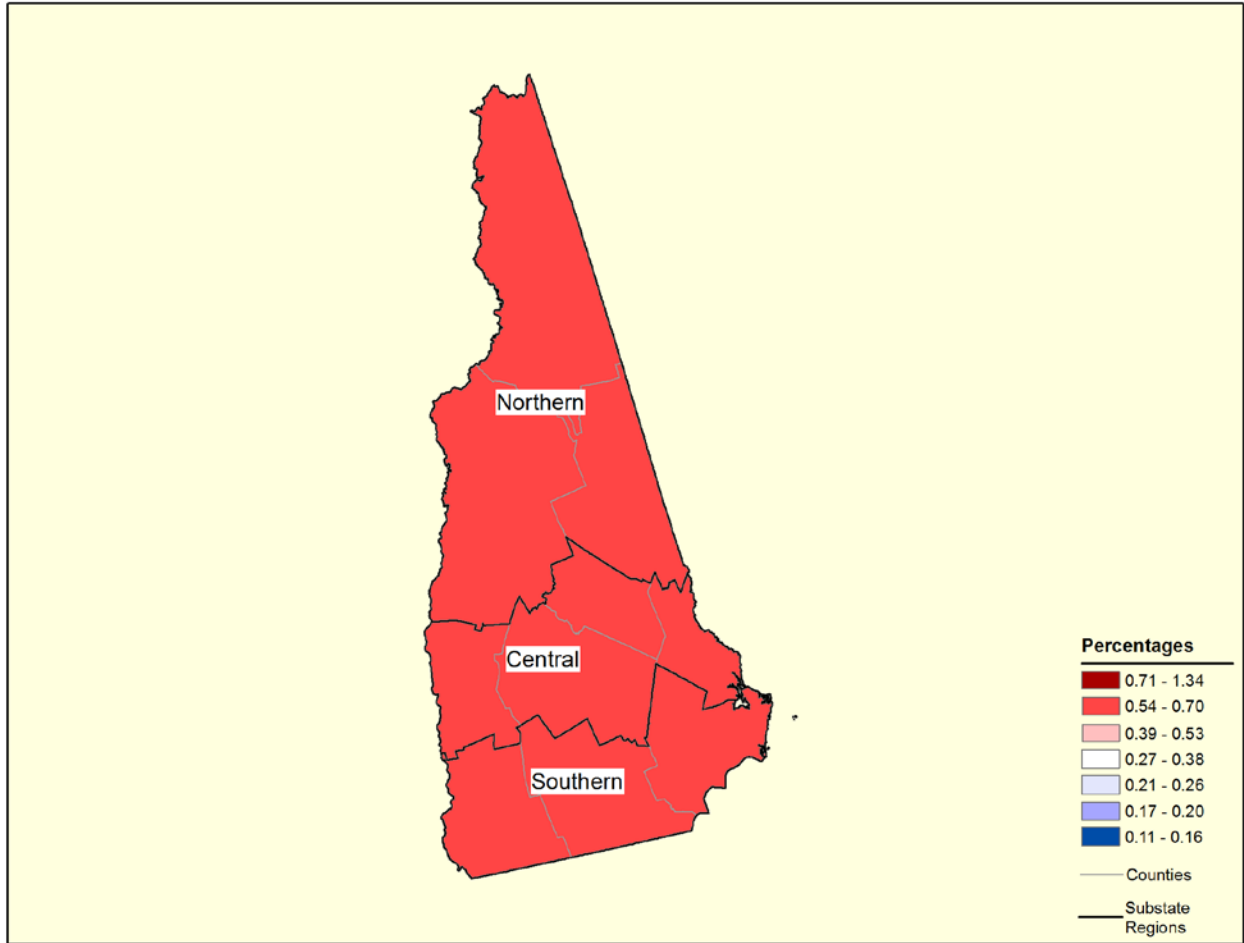 Northern
Central
Southern
Percentages
0.71 - 1.34
0.54 - 0.70
0.39 - 0.53
0.27 - 0.38
0.21 - 0.26
0.17 - 0.20
0.11 - 0.16
Counties
Substate
Regions